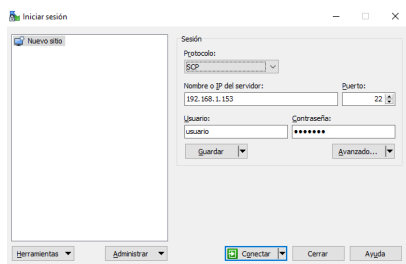 Iniciar sesión
Nuevo sitio
Sesión
Protocolo:
SCP
Nombre o IP del servidor:
Puerto:
192.168.1.153
22
Usuario:
Contraseña:
usuario
●●●●●●●
Guardar
Avanzado...
Herramientas
Administrar
Conectar
Cerrar
Ayuda